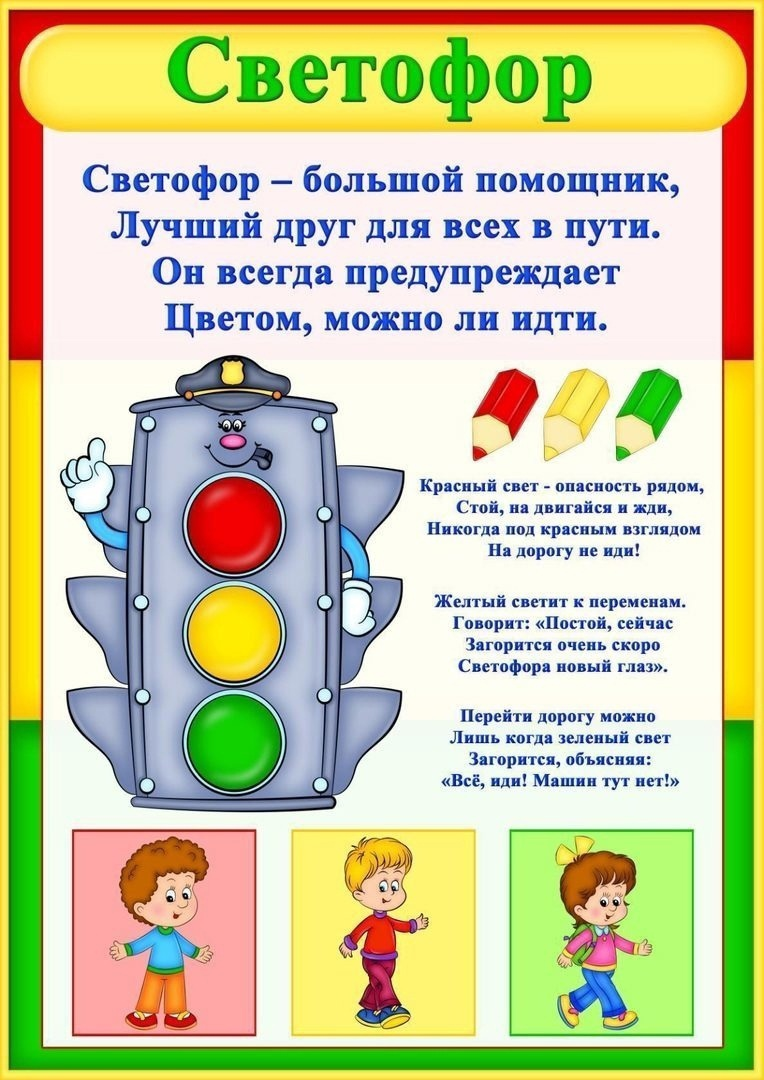 Светофор
Светофор – большой помощник,
Лучший друг для всех в пути.
Он всегда предупреждает
Цветом, можно ли идти.
Красный свет - опасность рядом,
Стой, на двигайся и жди,
Никогда под красным взглядом
На дорогу не иди!
Желтый светит к переменам.
Говорит: «Постой, сейчас
Загорится очень скоро
Светофора новый глаз».
Перейти дорогу можно
Лишь когда зеленый свет
Загорится, объясняя:
«Всё, иди! Машин тут нет!»